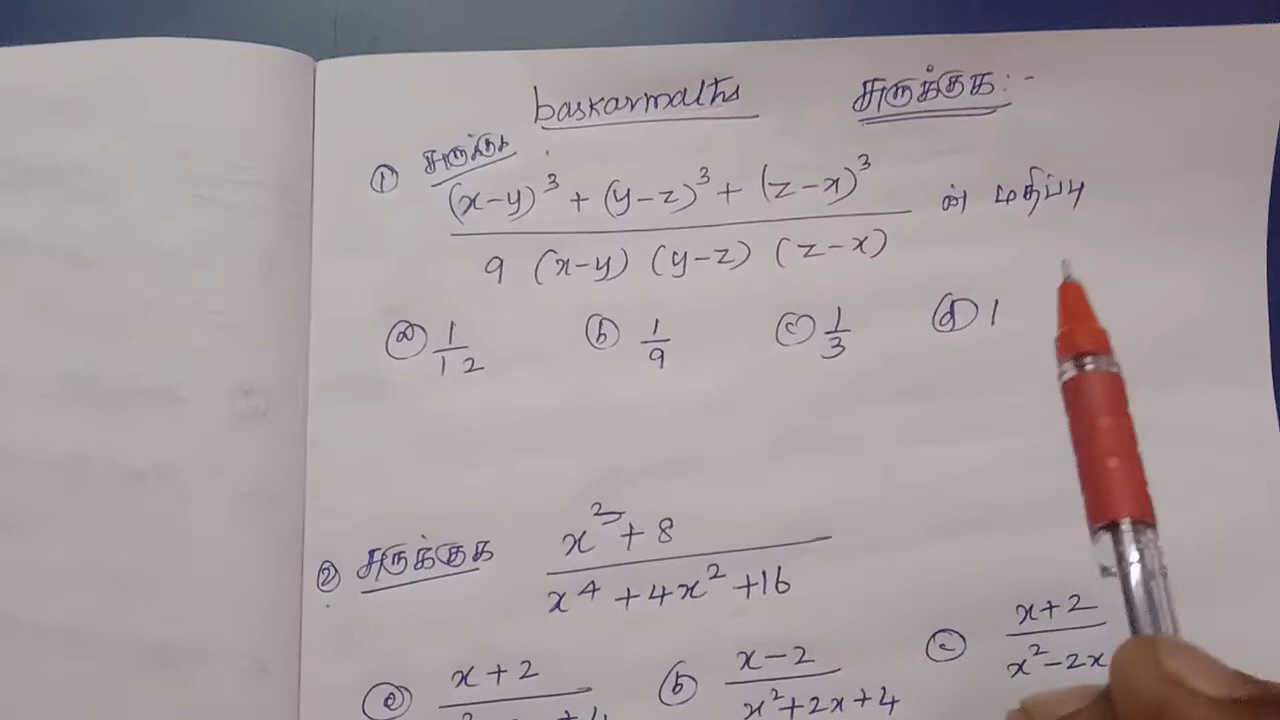 baskarmaths சுருக்குக :-
① சுருக்கு
(x-y)³ + (y-z)³ + (z-x)³ ன் மதிப்பு
9 (x-y) (y-z) (z-x)
ⓐ 1/12 ⓑ 1/9 ⓒ 1/3 ⓓ 1
② சுருக்குக x³+8
x⁴ +4x² +16
ⓐ x+2 ⓑ x-2 ⓒ x+2
x²+2x+4 x²-2x